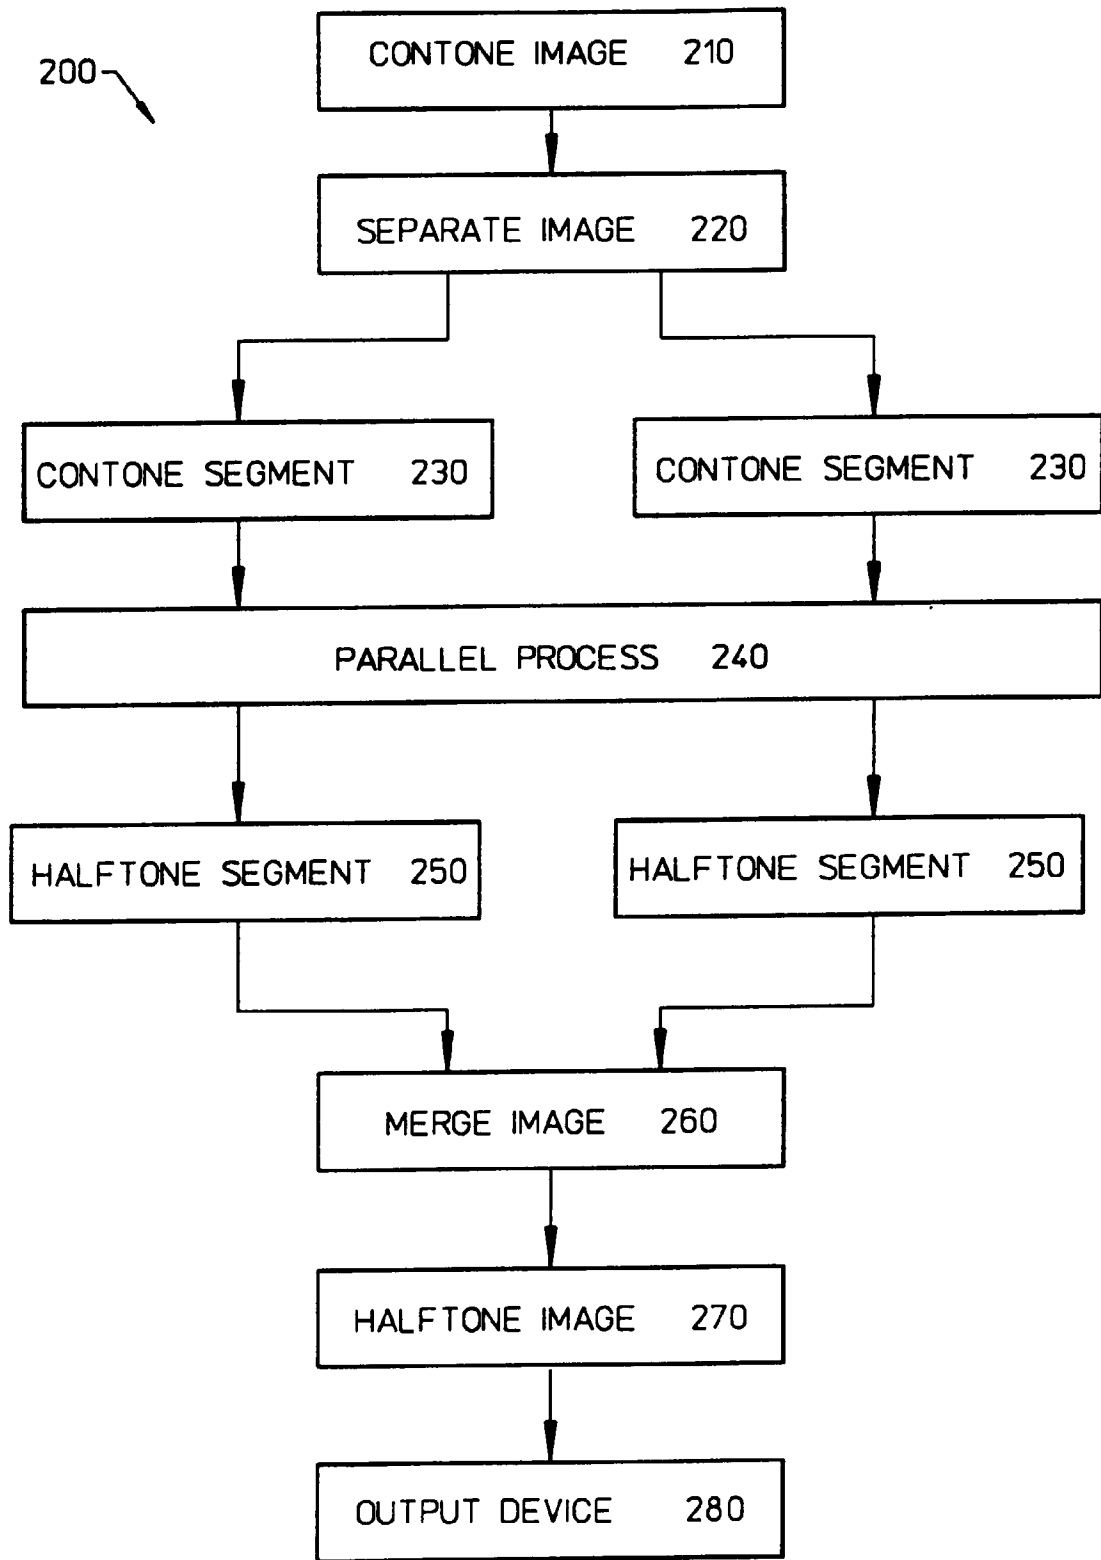 200
CONTONE IMAGE 210
SEPARATE IMAGE 220
CONTONE SEGMENT 230
CONTONE SEGMENT 230
PARALLEL PROCESS 240
HALFTONE SEGMENT 250
HALFTONE SEGMENT 250
MERGE IMAGE 260
HALFTONE IMAGE 270
OUTPUT DEVICE 280